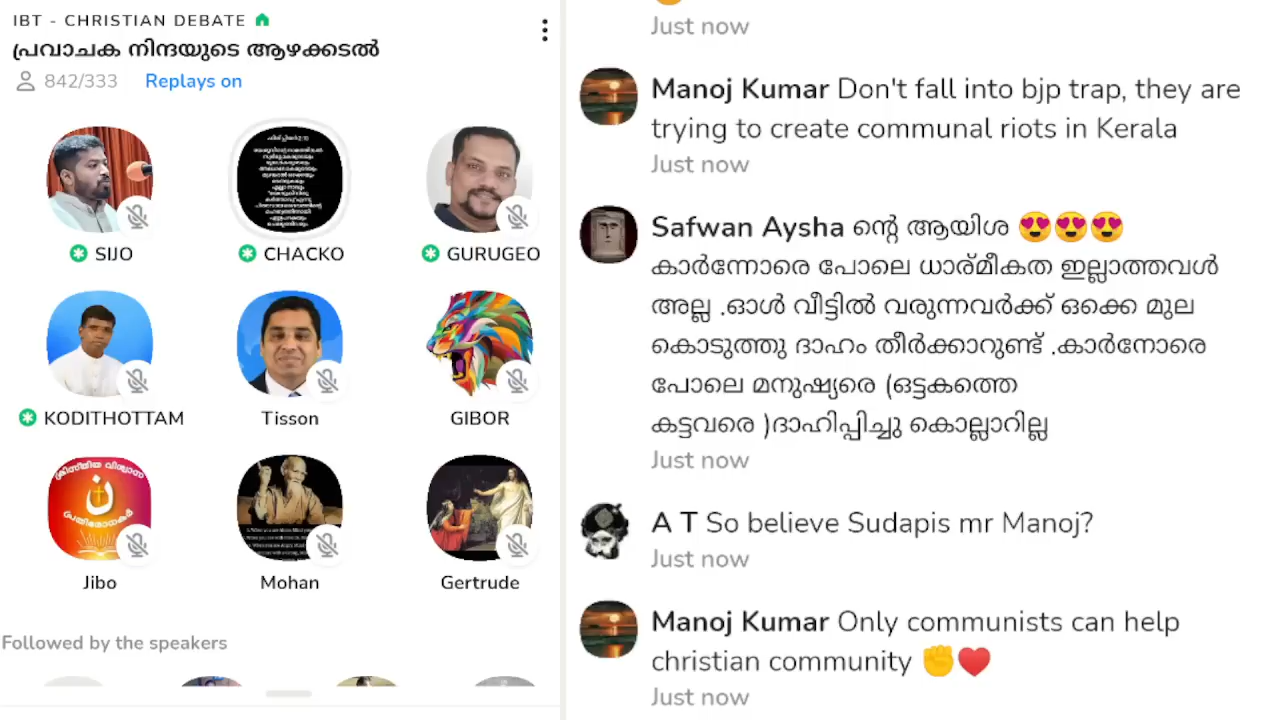 IBT - CHRISTIAN DEBATE
പ്രവാചക നിന്ദയുടെ ആഴക്കടൽ
842/333 Replays on
SIJO CHACKO GURUGEO
KODITHOTTAM Tisson GIBOR
ക്രിസ്തീയ വിശ്വാസ
പ്രതിരോധകർ
Jibo Mohan Gertrude
Followed by the speakers
Just now
Manoj Kumar Don't fall into bjp trap, they are
trying to create communal riots in Kerala
Just now
Safwan Aysha ന്റെ ആയിശ 😍😍😍
കാർന്നോരെ പോലെ ധാര്മീകത ഇല്ലാത്തവൾ
അല്ല .ഓൾ വീട്ടിൽ വരുന്നവർക്ക് ഒക്കെ മുല
കൊടുത്തു ദാഹം തീർക്കാറുണ്ട് .കാർനോരെ
പോലെ മനുഷ്യരെ (ഒട്ടകത്തെ
കട്ടവരെ )ദാഹിപ്പിച്ചു കൊല്ലാറില്ല
Just now
A T So believe Sudapis mr Manoj?
Just now
Manoj Kumar Only communists can help
christian community ✊♥️
Just now